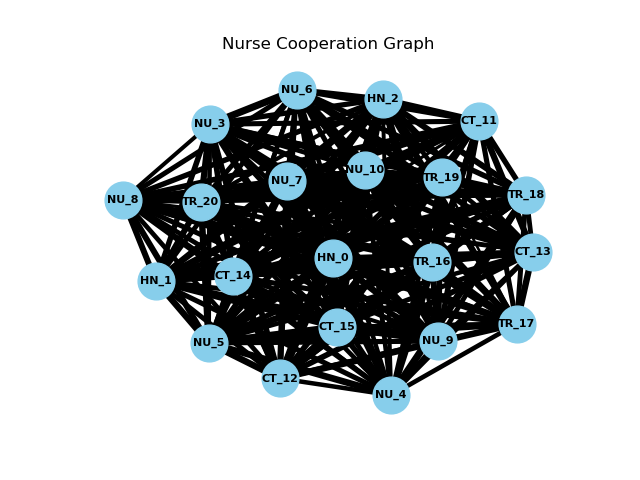 Nurse Cooperation Graph
NU_6
HN_2
NU_3
CT_11
NU_10
NU_7
TR_19
NU_8
TR_20
TR_18
CT_13
HN_0
TR_16
HN_1
CT_14
CT_15
TR_17
NU_5
NU_9
CT_12
NU_4